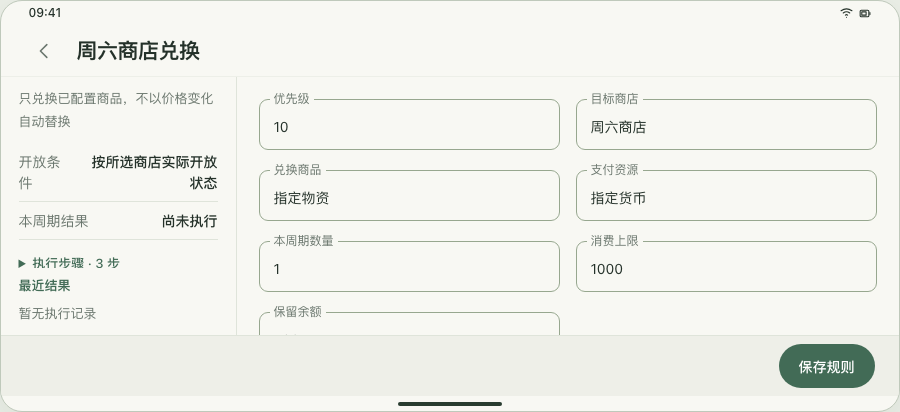 09:41
周六商店兑换
只兑换已配置商品，不以价格变化
自动替换
开放条件
按所选商店实际开放状态
本周期结果
尚未执行
执行步骤 · 3 步
最近结果
暂无执行记录
优先级
10
目标商店
周六商店
兑换商品
指定物资
支付资源
指定货币
本周期数量
1
消费上限
1000
保留余额
保存规则